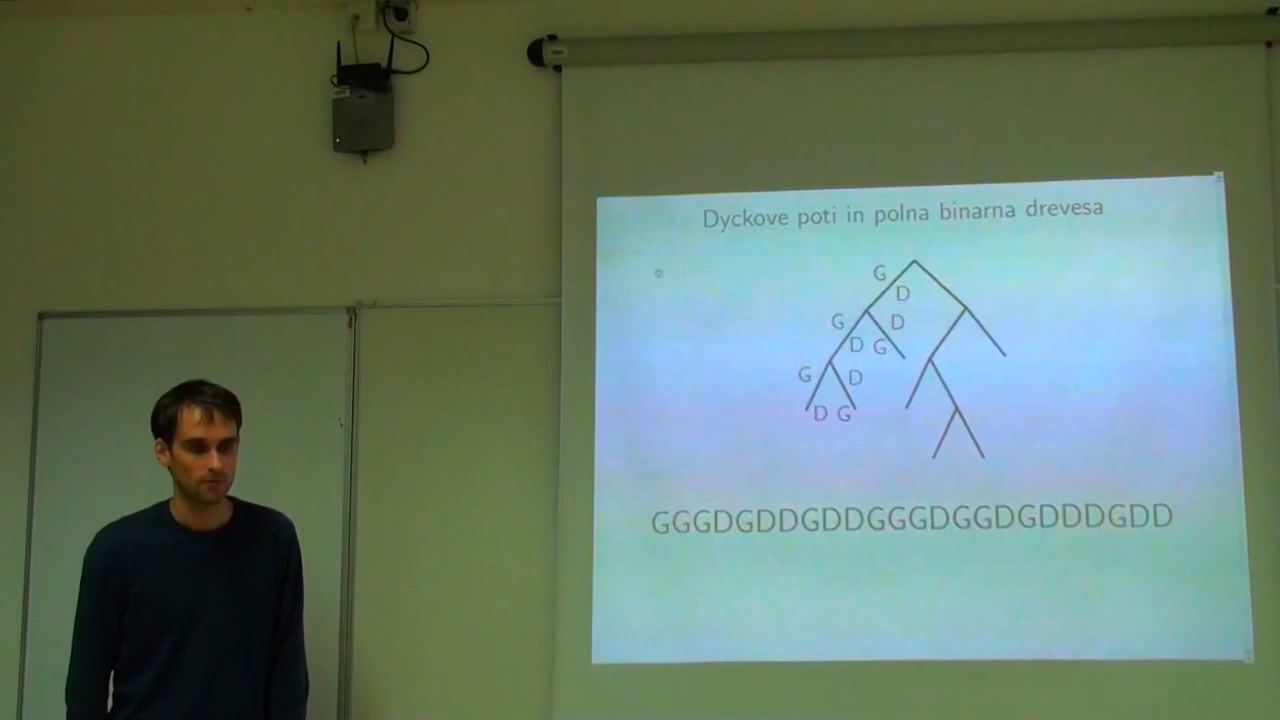 Dyckove poti in polna binarna drevesa
G
D
G D
D G
G D
D G
GGGDGDDGDDGGGDGGDGDDDGDD